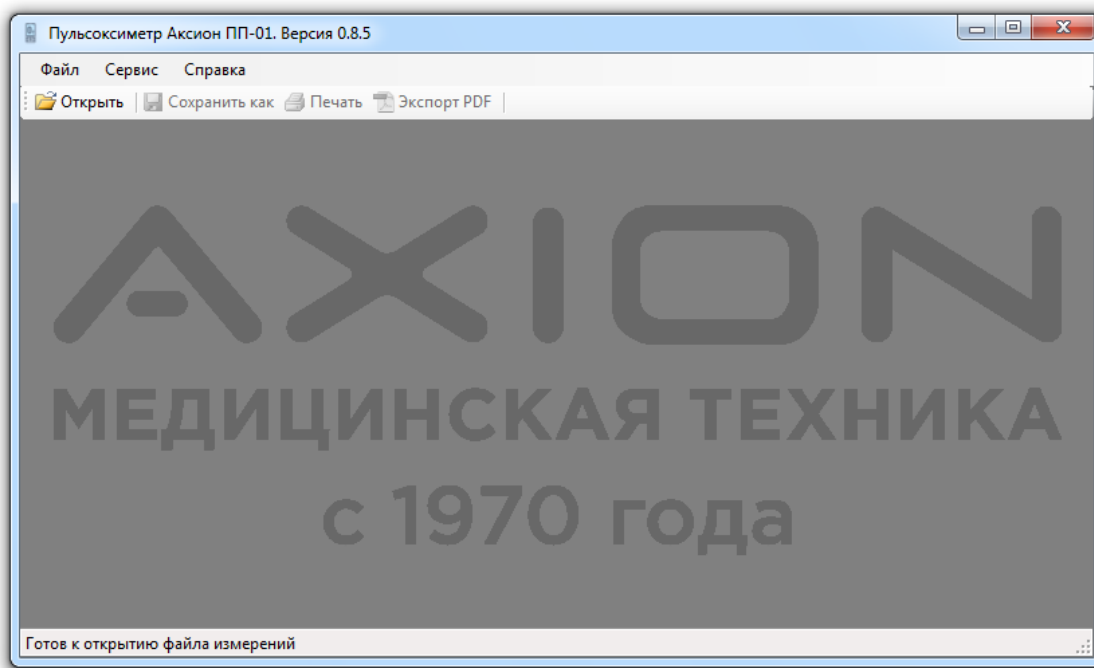 Пульсоксиметр Аксион ПП-01. Версия 0.8.5
Файл Сервис Справка
Открыть Сохранить как Печать Экспорт PDF
AXION
МЕДИЦИНСКАЯ ТЕХНИКА
с 1970 года
Готов к открытию файла измерений